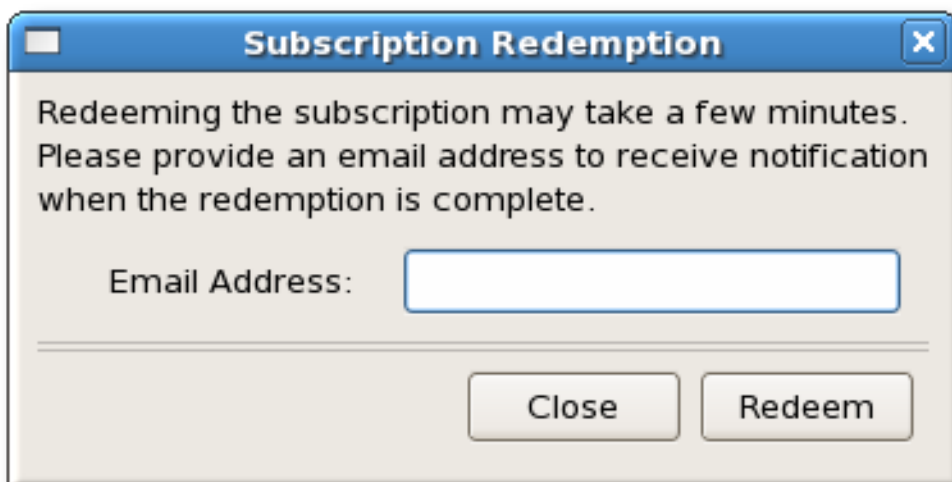 Subscription Redemption
Redeeming the subscription may take a few minutes.
Please provide an email address to receive notification
when the redemption is complete.
Email Address:
Close Redeem